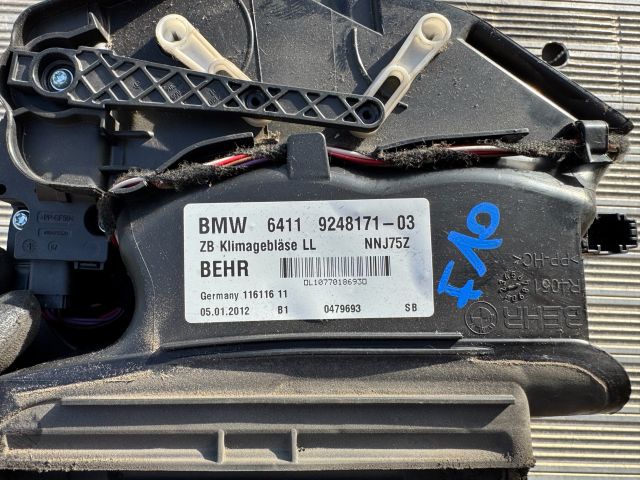 BMW 6411 9248171-03
ZB Klimagebläse LL NNJ75Z
BEHR
DL1077018693D
Germany 116116 11
05.01.2012 B1 0479693 SB
F10
BEHR